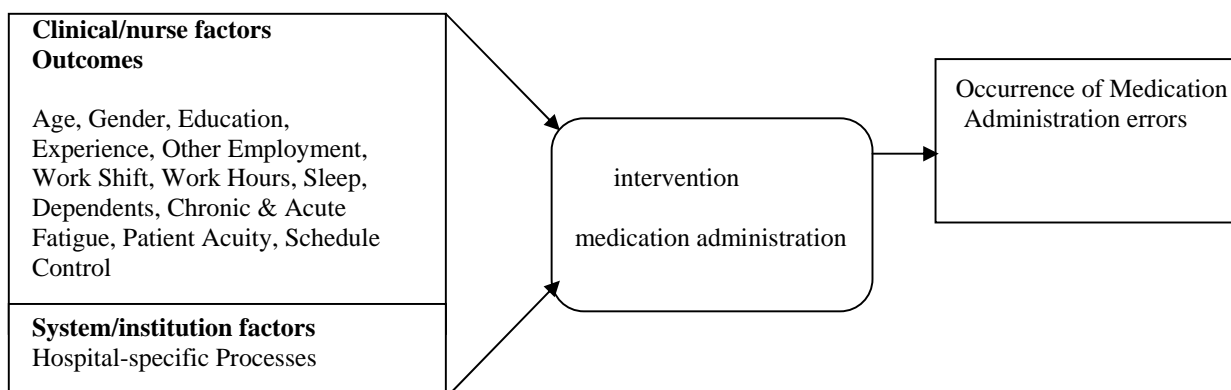 Clinical/nurse factors
Outcomes
Age, Gender, Education,
Experience, Other Employment,
Work Shift, Work Hours, Sleep,
Dependents, Chronic & Acute
Fatigue, Patient Acuity, Schedule
Control
System/institution factors
Hospital-specific Processes
intervention
medication administration
Occurrence of Medication
Administration errors